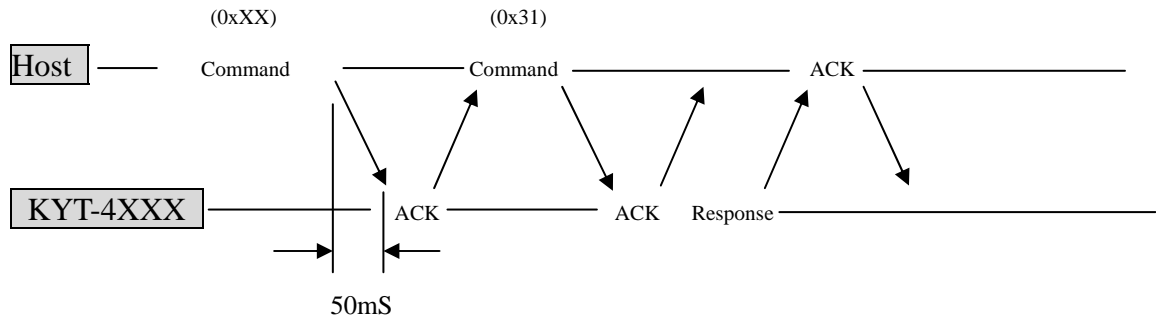 (0xXX) (0x31)
Host Command Command ACK
KYT-4XXX ACK ACK Response
50mS